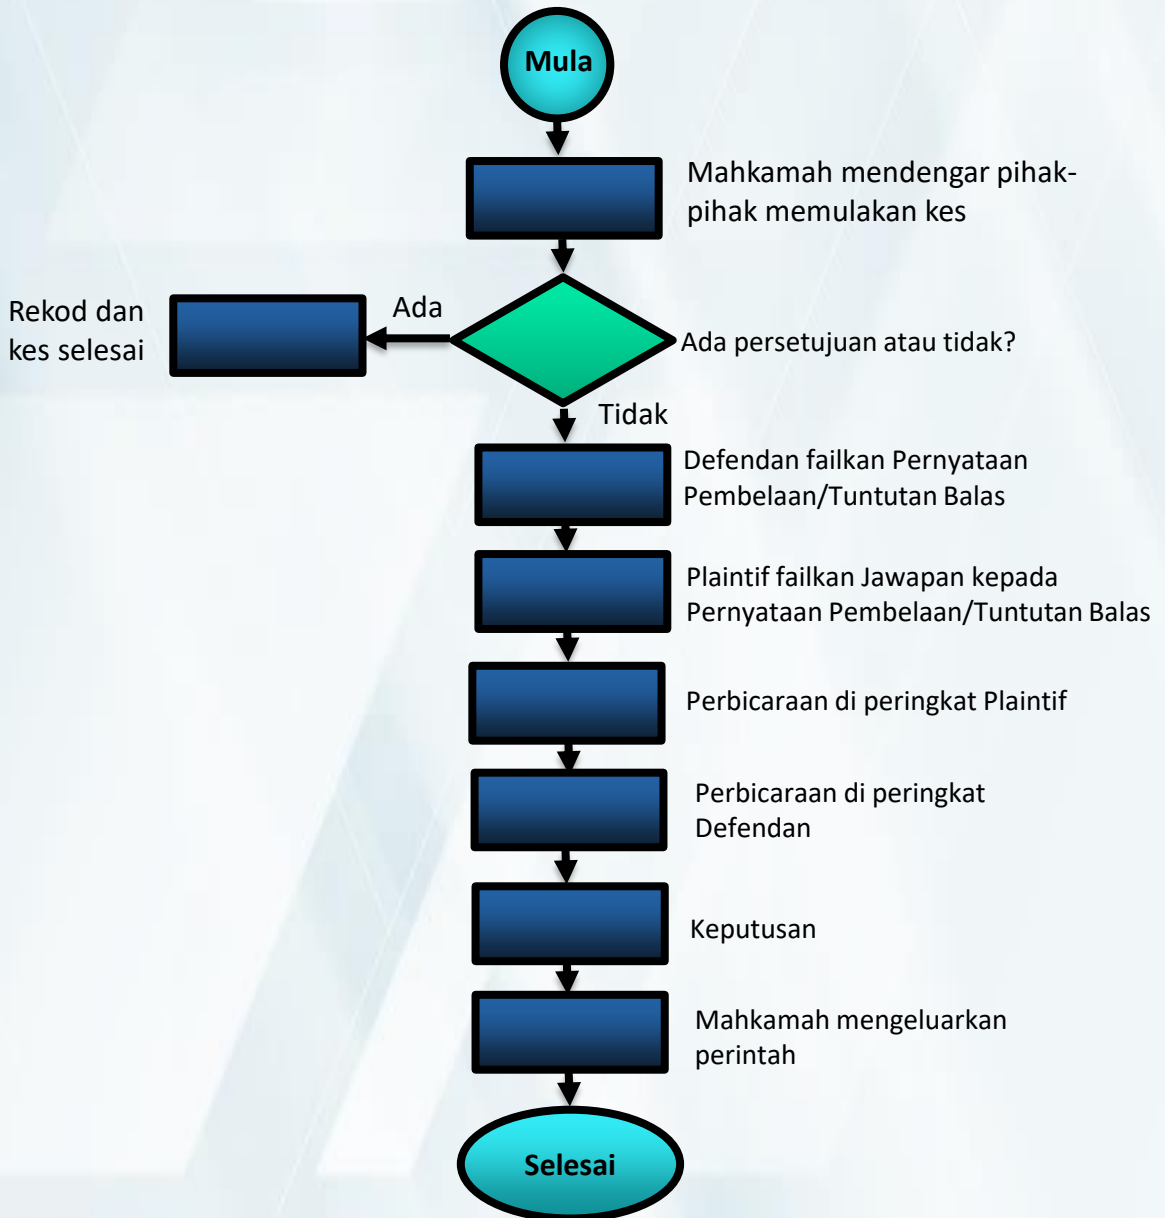 Mula
Mahkamah mendengar pihak-
pihak memulakan kes
Rekod dan
kes selesai
Ada
Ada persetujuan atau tidak?
Tidak
Defendan failkan Pernyataan
Pembelaan/Tuntutan Balas
Plaintif failkan Jawapan kepada
Pernyataan Pembelaan/Tuntutan Balas
Perbicaraan di peringkat Plaintif
Perbicaraan di peringkat
Defendan
Keputusan
Mahkamah mengeluarkan
perintah
Selesai